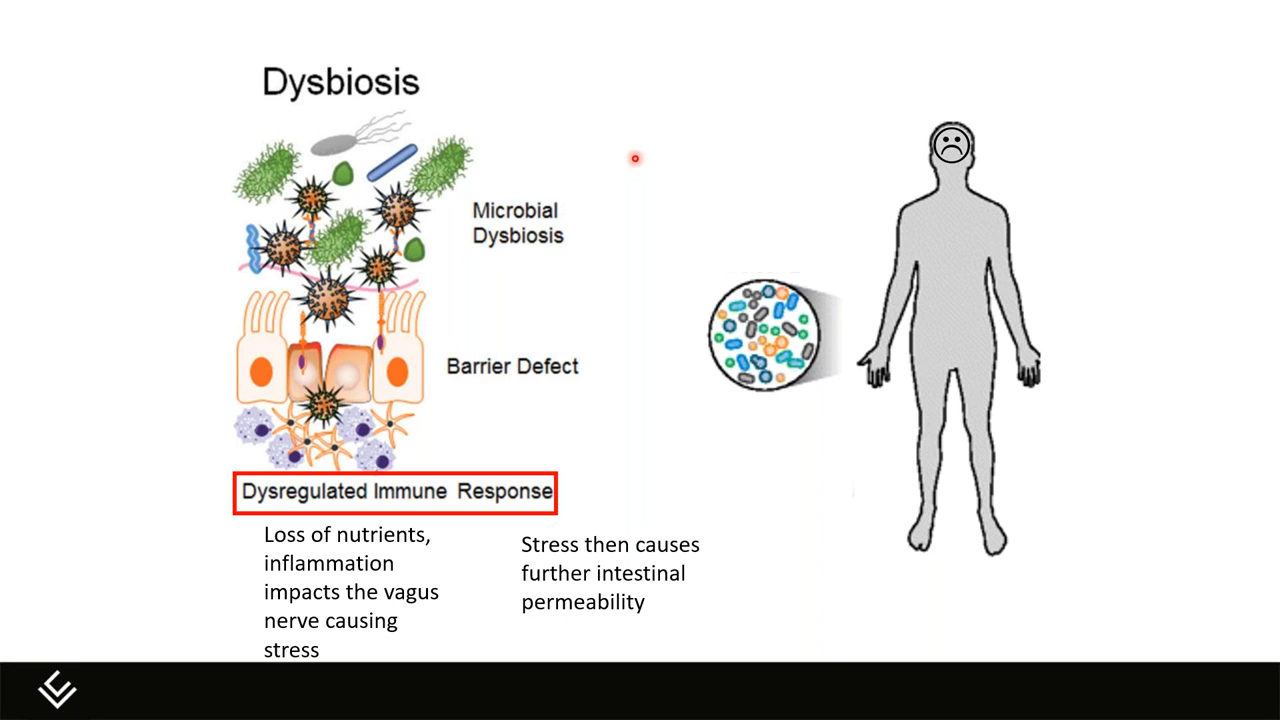 Dysbiosis
Microbial
Dysbiosis
Barrier Defect
Dysregulated Immune Response
Loss of nutrients,
inflammation
impacts the vagus
nerve causing
stress
Stress then causes
further intestinal
permeability